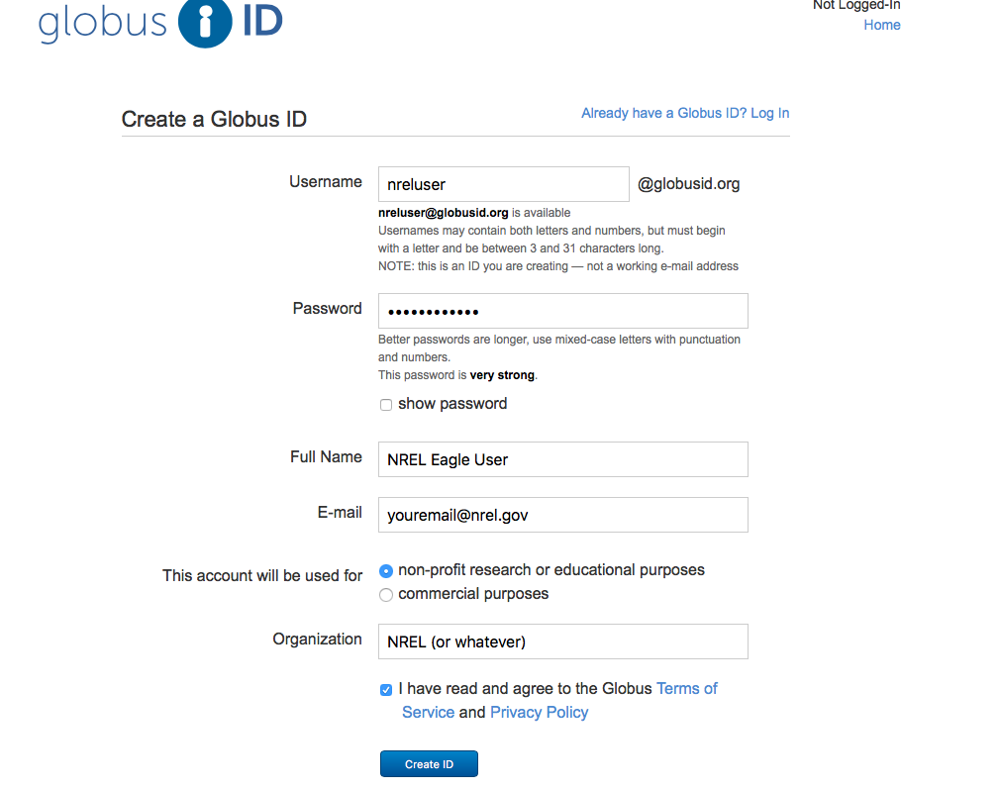 globus i ID
Not Logged-In
Home
Create a Globus ID
Already have a Globus ID? Log In
Username
nreluser
@globusid.org
nreluser@globusid.org is available
Usernames may contain both letters and numbers, but must begin
with a letter and be between 3 and 31 characters long.
NOTE: this is an ID you are creating — not a working e-mail address
Password
••••••••••••
Better passwords are longer, use mixed-case letters with punctuation
and numbers.
This password is very strong.
show password
Full Name
NREL Eagle User
E-mail
youremail@nrel.gov
This account will be used for
non-profit research or educational purposes
commercial purposes
Organization
NREL (or whatever)
I have read and agree to the Globus Terms of
Service and Privacy Policy
Create ID